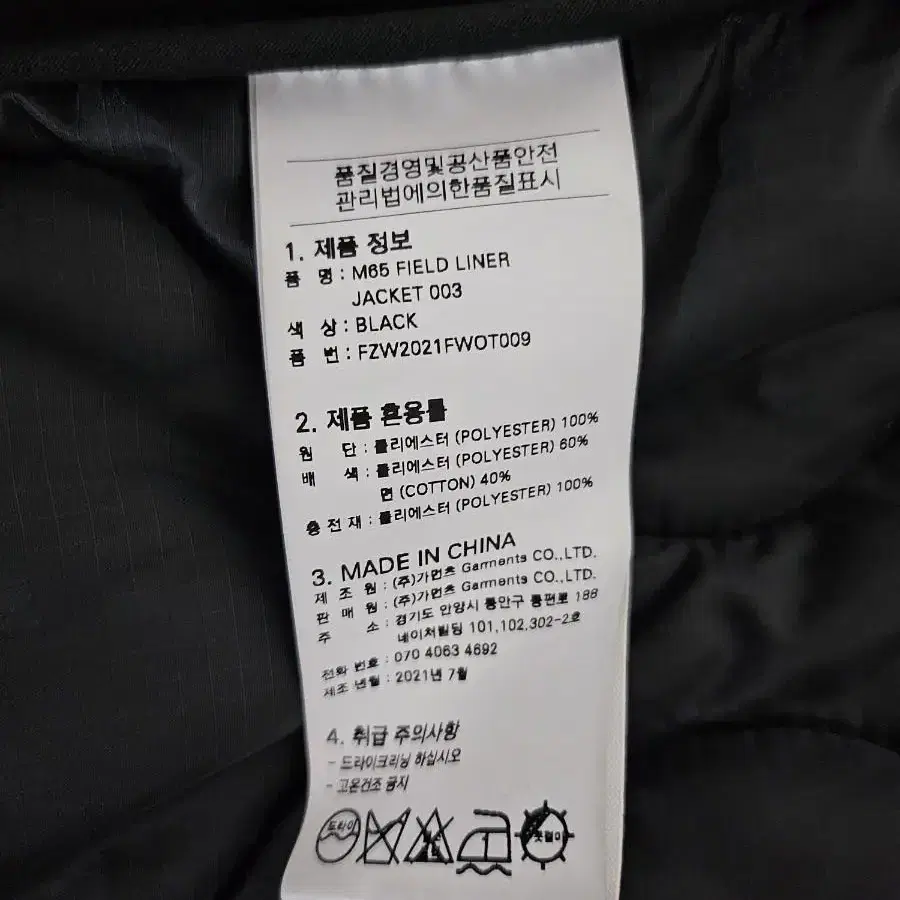 품질경영및공산품안전
관리법에의한품질표시
1. 제품 정보
품 명 : M65 FIELD LINER
JACKET 003
색 상 : BLACK
품 번 : FZW2021FWOT009
2. 제품 혼용률
원 단 : 폴리에스터 (POLYESTER) 100%
배 색 : 폴리에스터 (POLYESTER) 60%
면 (COTTON) 40%
충 전 재 : 폴리에스터 (POLYESTER) 100%
3. MADE IN CHINA
제 조 원 : (주)가먼츠 Garments CO.,LTD.
판 매 원 : (주)가먼츠 Garments CO.,LTD.
주 소 : 경기도 안양시 동안구 동편로 188
네이처빌딩 101,102,302-2호
전화 번호 : 070 4063 4692
제조 년월 : 2021년 7월
4. 취급 주의사항
- 드라이크리닝 하십시오
- 고온건조 금지
드라이
1
옷걸이